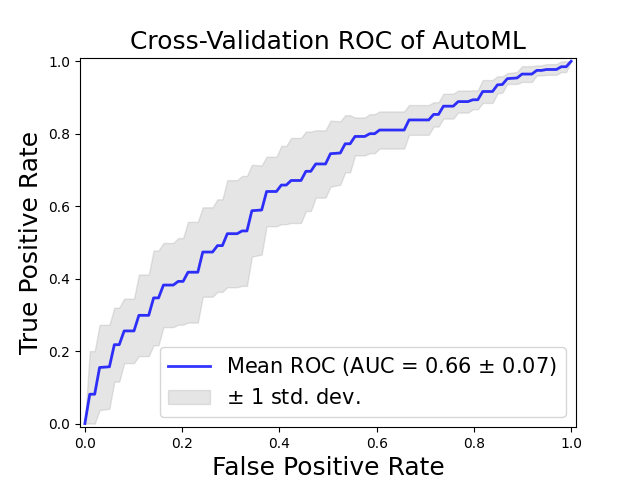 Cross-Validation ROC of AutoML
True Positive Rate
1.0
0.8
0.6
0.4
0.2
0.0
Mean ROC (AUC = 0.66 ± 0.07)
± 1 std. dev.
0.0 0.2 0.4 0.6 0.8 1.0
False Positive Rate